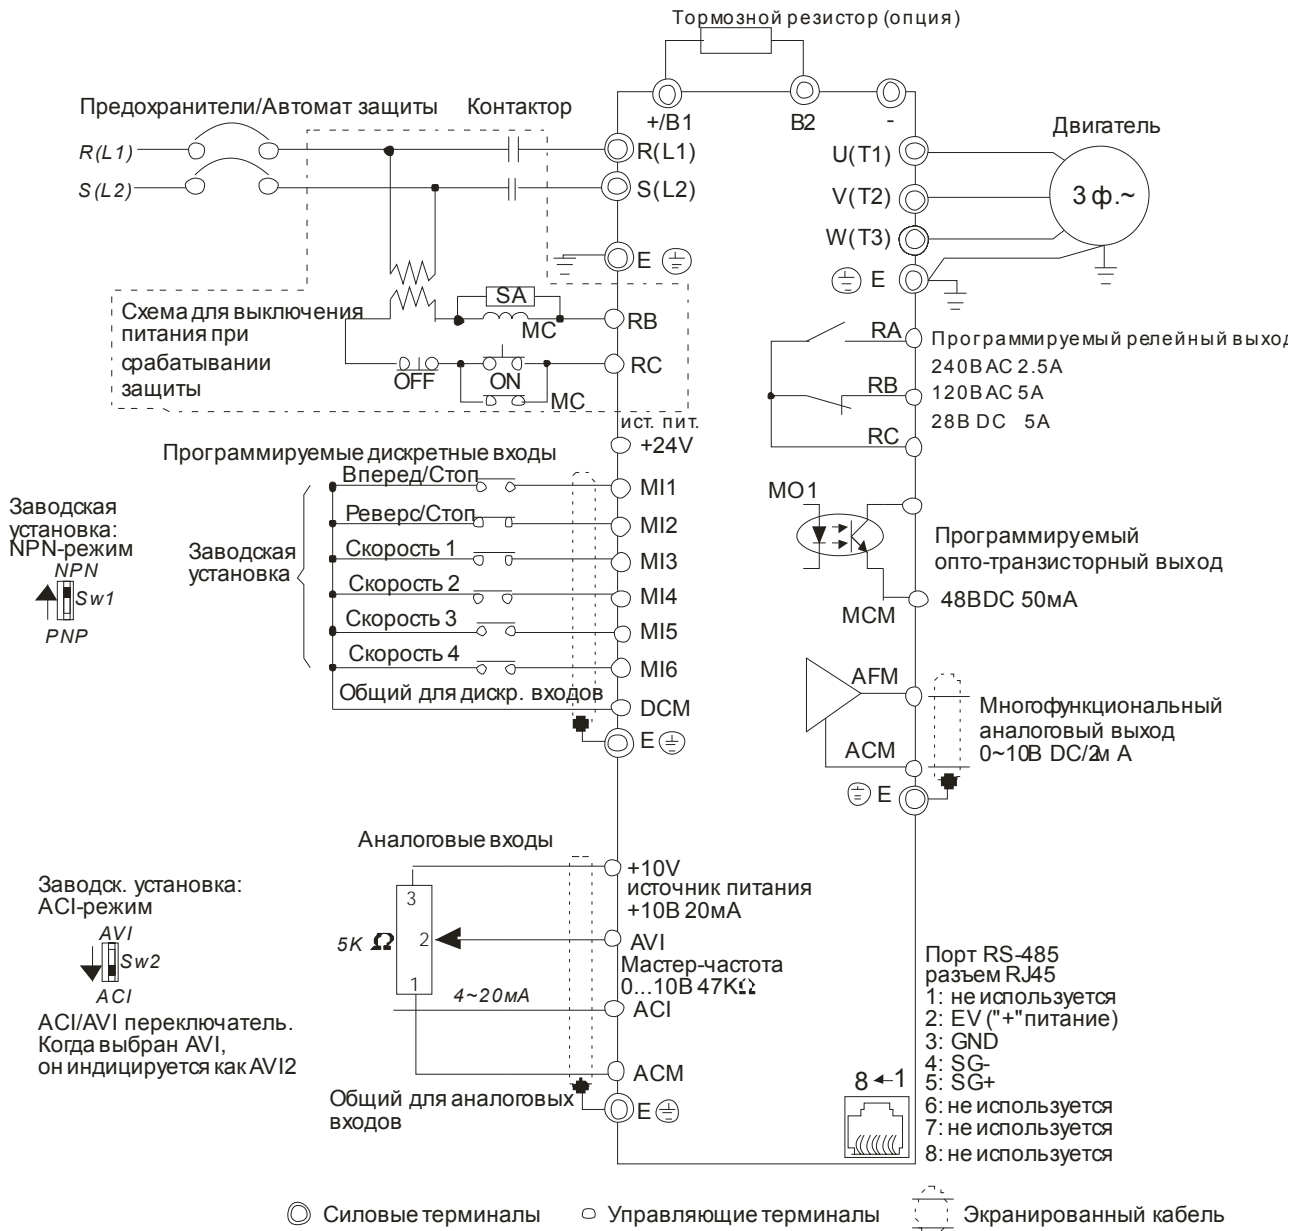 Тормозной резистор (опция)
Предохранители/Автомат защиты
Контактор
+/B1
B2
-
Двигатель
R(L1)
R(L1)
U(T1)
S(L2)
S(L2)
V(T2)
3 ф.~
W(T3)
E
E
Схема для выключения
питания при
срабатывании
защиты
SA
MC
RB
RC
OFF
ON
MC
RA
Программируемый релейный выход
240В AC 2.5A
RB
120В AC 5A
28В DC 5A
RC
ист. пит.
+24V
Программируемые дискретные входы
Вперед/Стоп
MI1
Реверс/Стоп
MI2
Скорость 1
MI3
Скорость 2
MI4
Скорость 3
MI5
Скорость 4
MI6
Общий для дискр. входов
DCM
E
Заводская
установка:
NPN-режим
NPN
Sw1
PNP
Заводская
установка
MO1
Программируемый
опто-транзисторный выход
48ВDC 50мА
MCM
AFM
Многофункциональный
аналоговый выход
0~10В DC/2м А
ACM
E
Аналоговые входы
+10V
источник питания
+10В 20мА
Заводск. установка:
ACI-режим
AVI
Sw2
ACI
ACI/AVI переключатель.
Когда выбран AVI,
он индицируется как AVI2
3
5K Ω
2
1
AVI
Мастер-частота
0...10В 47KΩ
4~20мА
ACI
ACM
Общий для аналоговых
входов
E
Порт RS-485
разъем RJ45
1: не используется
2: EV ("+" питание)
3: GND
4: SG-
5: SG+
6: не используется
7: не используется
8: не используется
8 ←1
Силовые терминалы
Управляющие терминалы
Экранированный кабель